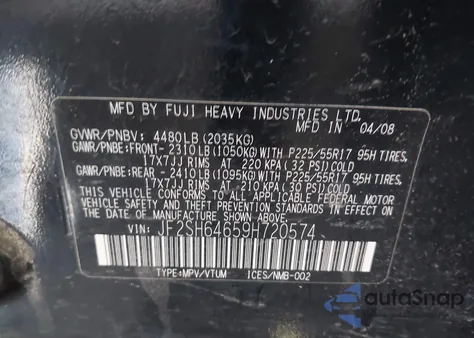 MFD BY FUJI HEAVY INDUSTRIES LTD.
MFD IN 04/08
GVWR/PNBV: 4480LB(2035KG)
GAWR/PNBE:FRONT-2310LB(1050KG)WITH P225/55R17 95H TIRES
17X7JJ RIMS AT 220 KPA(32 PSI)COLD
GAWR/PNBE:REAR -2410LB(1095KG)WITH P225/55R17 95H TIRES
17X7JJ RIMS AT 210 KPA(30 PSI)COLD
THIS VEHICLE CONFORMS TO ALL APPLICABLE FEDERAL MOTOR
VEHICLE SAFETY AND THEFT PREVENTION STANDARDS IN EFFECT
ON THE DATE OF MANUFACTURE SHOWN ABOVE.
VIN: JF2SH64659H720574
TYPE:MPV/VTUM ICES/NMB-002
autoSnap